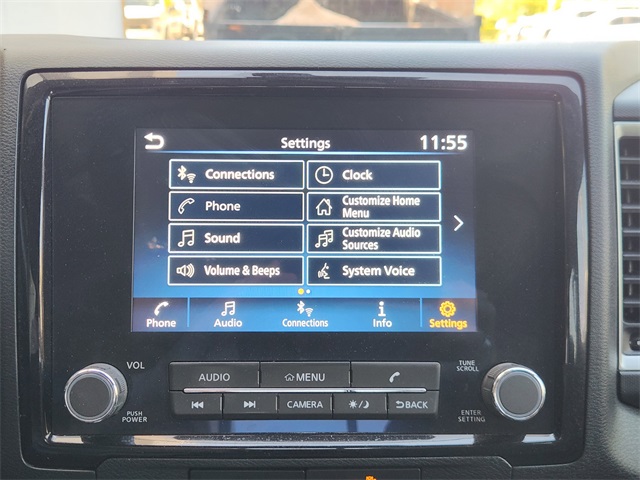 Settings 11:55
Connections Clock
Phone Customize Home
Menu
Sound Customize Audio
Sources
Volume & Beeps System Voice
Phone Audio Connections Info Settings
VOL TUNE
SCROLL
AUDIO MENU
PUSH
POWER
CAMERA BACK
ENTER
SETTING